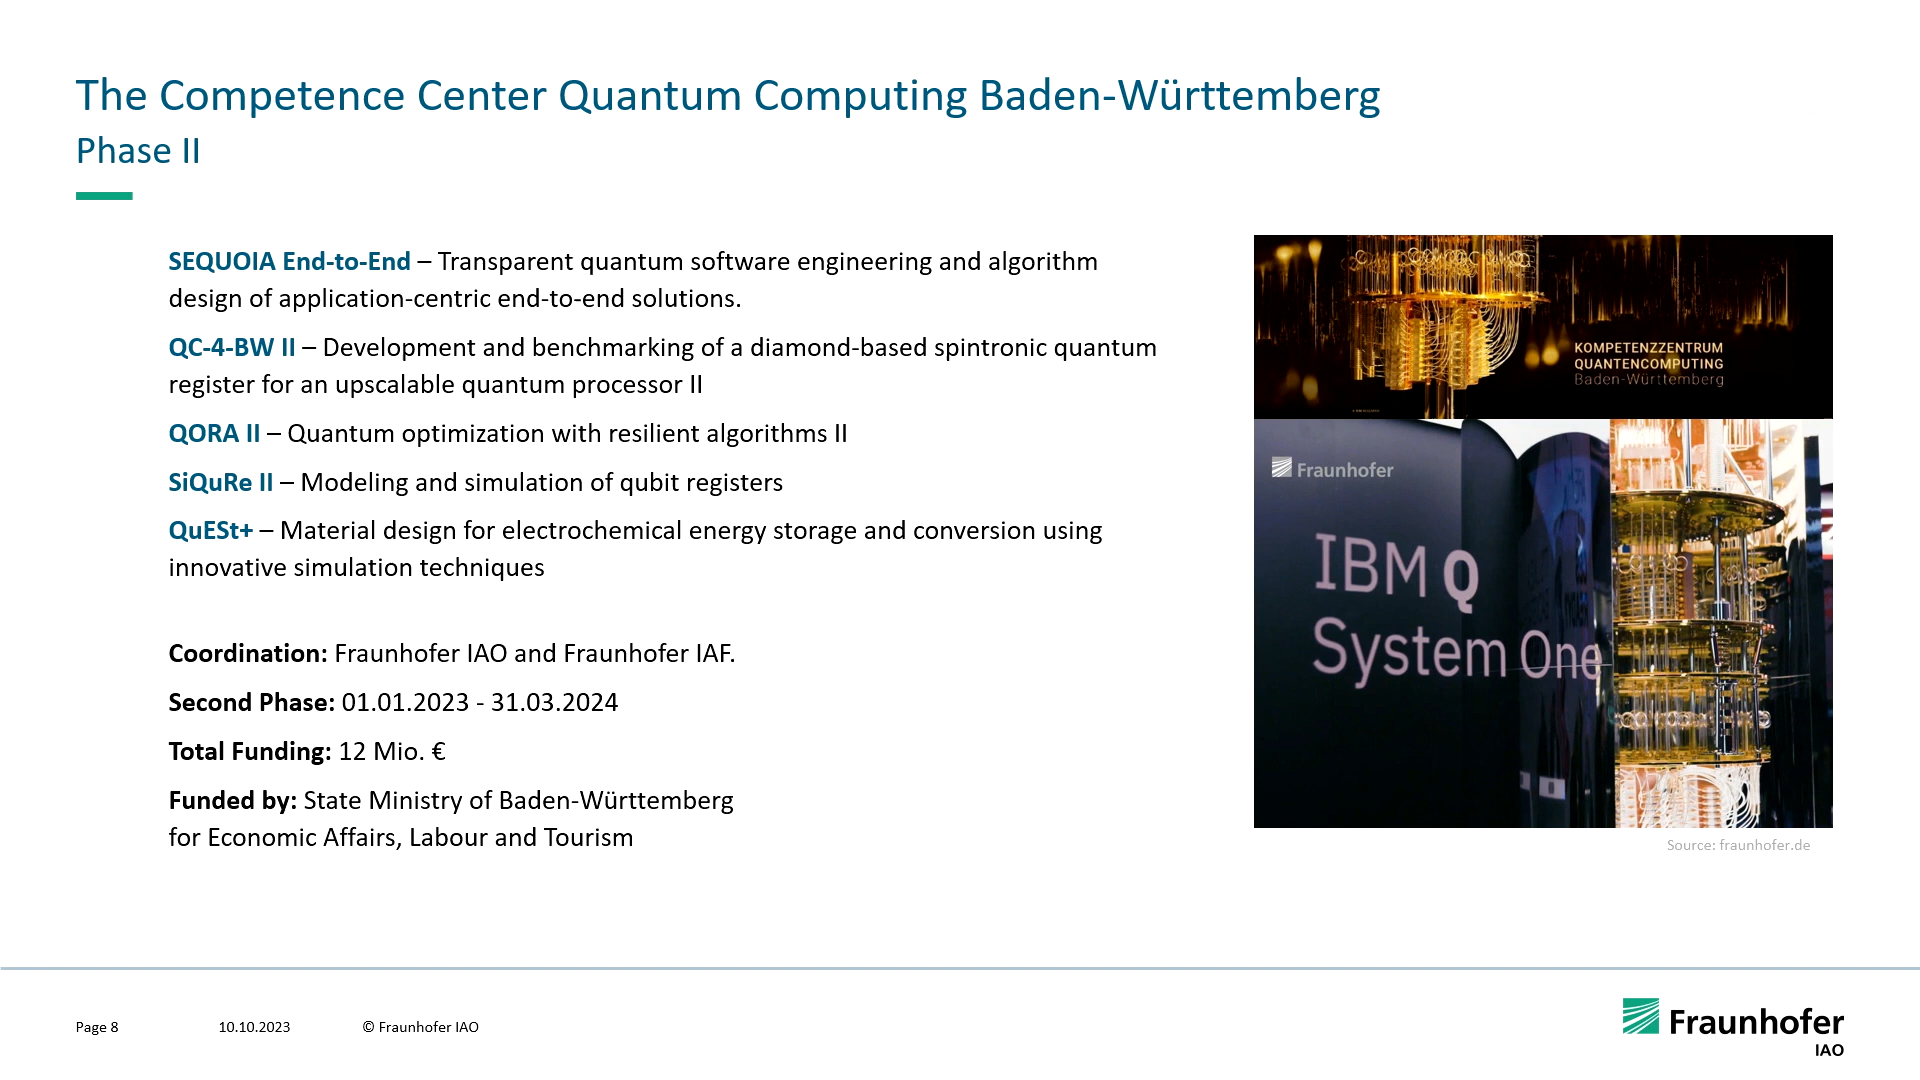 The Competence Center Quantum Computing Baden-Württemberg
Phase II
SEQUOIA End-to-End – Transparent quantum software engineering and algorithm
design of application-centric end-to-end solutions.
QC-4-BW II – Development and benchmarking of a diamond-based spintronic quantum
register for an upscalable quantum processor II
QORA II – Quantum optimization with resilient algorithms II
SiQuRe II – Modeling and simulation of qubit registers
QuESt+ – Material design for electrochemical energy storage and conversion using
innovative simulation techniques
Coordination: Fraunhofer IAO and Fraunhofer IAF.
Second Phase: 01.01.2023 - 31.03.2024
Total Funding: 12 Mio. €
Funded by: State Ministry of Baden-Württemberg
for Economic Affairs, Labour and Tourism
KOMPETENZZENTRUM
QUANTENCOMPUTING
Baden-Württemberg
Fraunhofer
IBM Q
System One
Source: fraunhofer.de
Page 8
10.10.2023
© Fraunhofer IAO
Fraunhofer
IAO